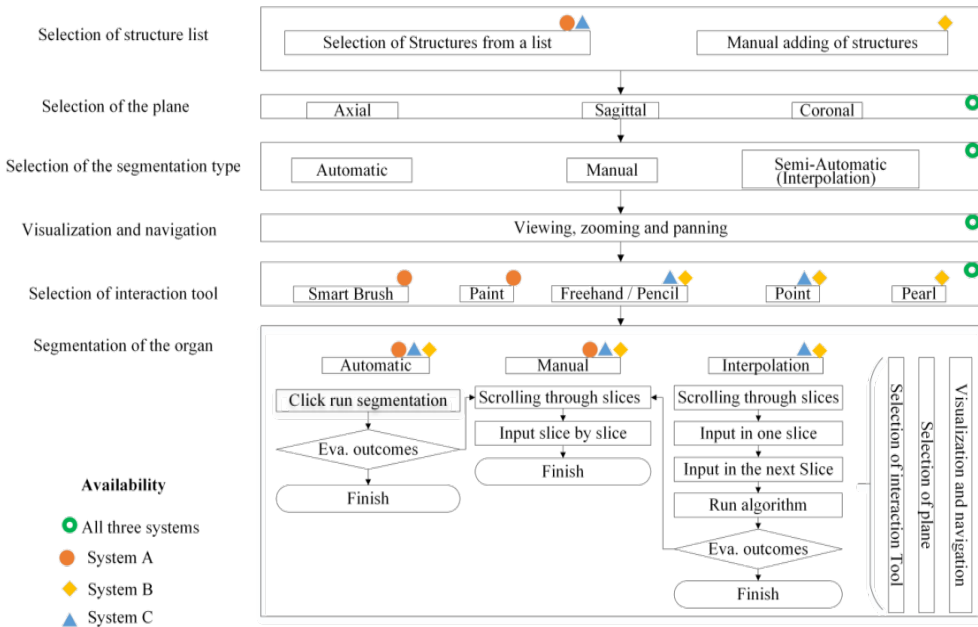 Selection of structure list
Selection of Structures from a list
Manual adding of structures
Selection of the plane
Axial
Sagittal
Coronal
Selection of the segmentation type
Automatic
Manual
Semi-Automatic
(Interpolation)
Visualization and navigation
Viewing, zooming and panning
Selection of interaction tool
Smart Brush
Paint
Freehand / Pencil
Point
Pearl
Segmentation of the organ
Automatic
Click run segmentation
Eva. outcomes
Finish
Manual
Scrolling through slices
Input slice by slice
Finish
Interpolation
Scrolling through slices
Input in one slice
Input in the next Slice
Run algorithm
Eva. outcomes
Finish
Selection of interaction Tool
Selection of plane
Visualization and navigation
Availability
All three systems
System A
System B
System C